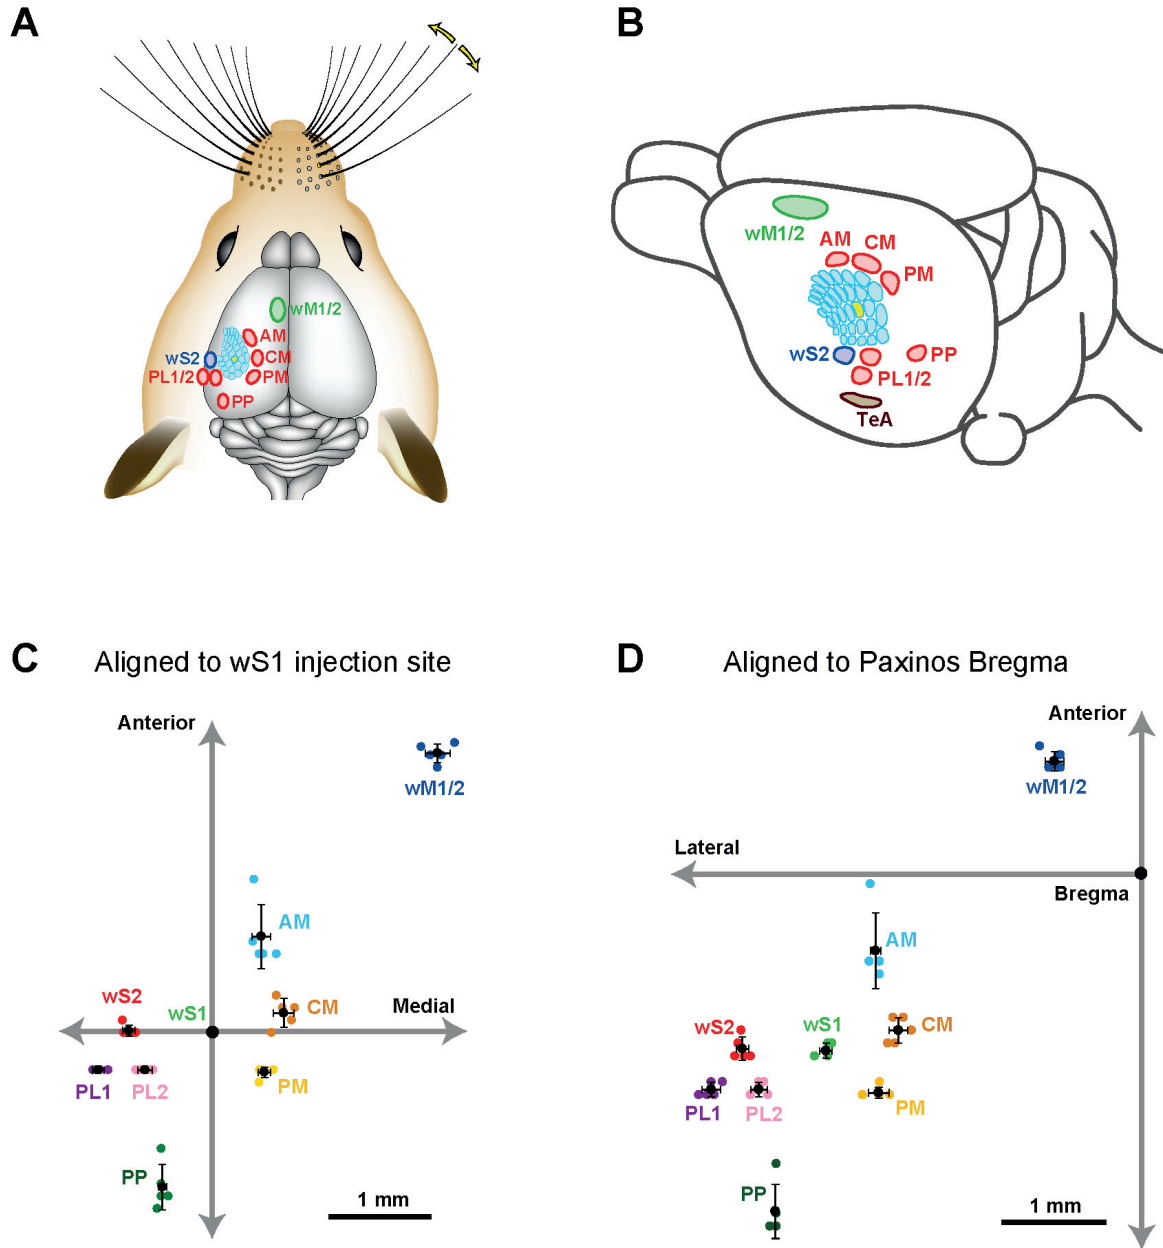 A
wM1/2
AM
wS2
CM
PL1/2
PM
PP
B
wM1/2
AM
CM
PM
wS2
PP
PL1/2
TeA
C
Aligned to wS1 injection site
Anterior
wM1/2
AM
wS2
wS1
CM
Medial
PL1
PL2
PM
PP
1 mm
D
Aligned to Paxinos Bregma
Anterior
wM1/2
Lateral
Bregma
AM
wS2
wS1
CM
PL1
PL2
PM
PP
1 mm